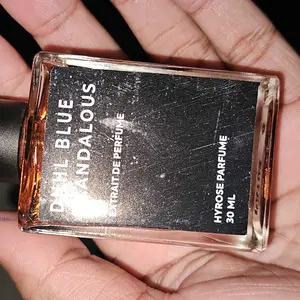 BLUE
EXTRAIT DE PERFUME
HYROSE PARFUME
30 ML